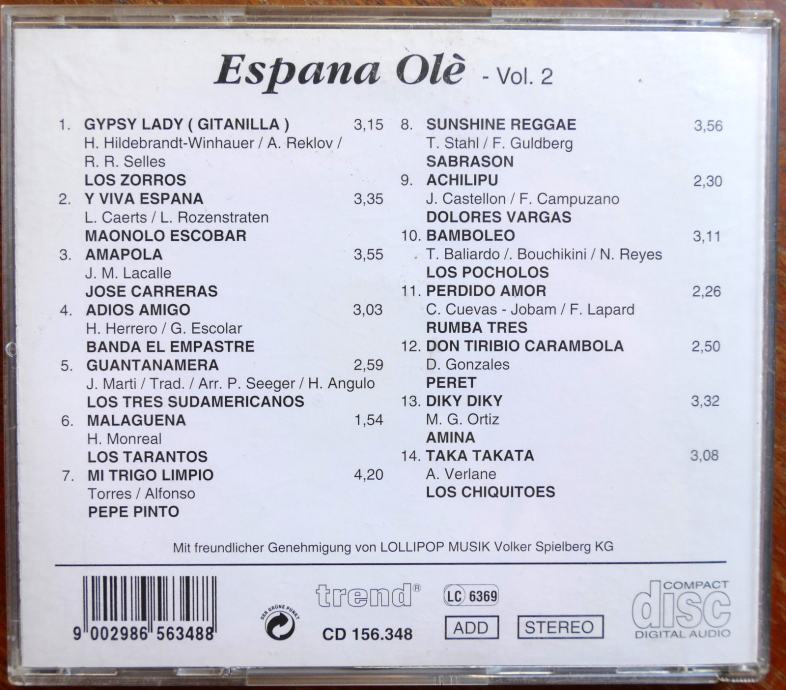 Espana Olè - Vol. 2
1. GYPSY LADY ( GITANILLA ) 3,15
H. Hildebrandt-Winhauer / A. Reklov /
R. R. Selles
LOS ZORROS
2. Y VIVA ESPANA 3,35
L. Caerts / L. Rozenstraten
MAONOLO ESCOBAR
3. AMAPOLA 3,55
J. M. Lacalle
JOSE CARRERAS
4. ADIOS AMIGO 3,03
H. Herrero / G. Escolar
BANDA EL EMPASTRE
5. GUANTANAMERA 2,59
J. Marti / Trad. / Arr. P. Seeger / H. Angulo
LOS TRES SUDAMERICANOS
6. MALAGUENA 1,54
H. Monreal
LOS TARANTOS
7. MI TRIGO LIMPIO 4,20
Torres / Alfonso
PEPE PINTO
8. SUNSHINE REGGAE 3,56
T. Stahl / F. Guldberg
SABRASON
9. ACHILIPU 2,30
J. Castellon / F. Campuzano
DOLORES VARGAS
10. BAMBOLEO 3,11
T. Baliardo /. Bouchikini / N. Reyes
LOS POCHOLOS
11. PERDIDO AMOR 2,26
C. Cuevas - Jobam / F. Lapard
RUMBA TRES
12. DON TIRIBIO CARAMBOLA 2,50
D. Gonzales
PERET
13. DIKY DIKY 3,32
M. G. Ortiz
AMINA
14. TAKA TAKATA 3,08
A. Verlane
LOS CHIQUITOES
Mit freundlicher Genehmigung von LOLLIPOP MUSIK Volker Spielberg KG
9 002986 563488
DER GRÜNE PUNKT
trend®
CD 156.348
LC 6369
ADD STEREO
COMPACT
disc
DIGITAL AUDIO